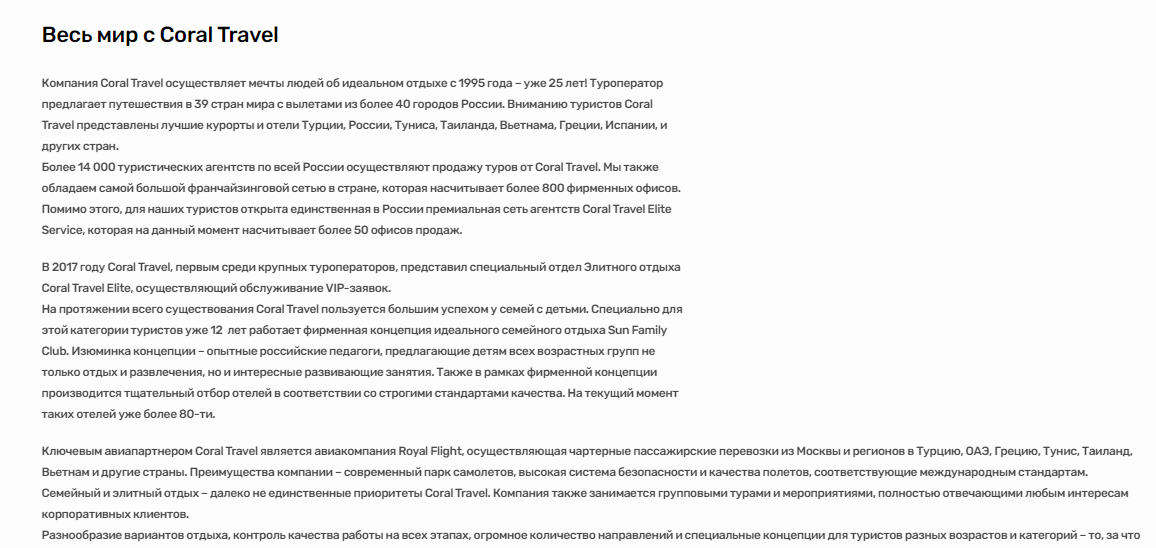 Весь мир с Coral Travel
Компания Coral Travel осуществляет мечты людей об идеальном отдыхе с 1995 года – уже 25 лет! Туроператор
предлагает путешествия в 39 стран мира с вылетами из более 40 городов России. Вниманию туристов Coral
Travel представлены лучшие курорты и отели Турции, России, Туниса, Таиланда, Вьетнама, Греции, Испании, и
других стран.
Более 14 000 туристических агентств по всей России осуществляют продажу туров от Coral Travel. Мы также
обладаем самой большой франчайзинговой сетью в стране, которая насчитывает более 800 фирменных офисов.
Помимо этого, для наших туристов открыта единственная в России премиальная сеть агентств Coral Travel Elite
Service, которая на данный момент насчитывает более 50 офисов продаж.
В 2017 году Coral Travel, первым среди крупных туроператоров, представил специальный отдел Элитного отдыха
Coral Travel Elite, осуществляющий обслуживание VIP-заявок.
На протяжении всего существования Coral Travel пользуется большим успехом у семей с детьми. Специально для
этой категории туристов уже 12 лет работает фирменная концепция идеального семейного отдыха Sun Family
Club. Изюминка концепции – опытные российские педагоги, предлагающие детям всех возрастных групп не
только отдых и развлечения, но и интересные развивающие занятия. Также в рамках фирменной концепции
производится тщательный отбор отелей в соответствии со строгими стандартами качества. На текущий момент
таких отелей уже более 80-ти.
Ключевым авиапартнером Coral Travel является авиакомпания Royal Flight, осуществляющая чартерные пассажирские перевозки из Москвы и регионов в Турцию, ОАЭ, Грецию, Тунис, Таиланд,
Вьетнам и другие страны. Преимущества компании – современный парк самолетов, высокая система безопасности и качества полетов, соответствующие международным стандартам.
Семейный и элитный отдых – далеко не единственные приоритеты Coral Travel. Компания также занимается групповыми турами и мероприятиями, полностью отвечающими любым интересам
корпоративных клиентов.
Разнообразие вариантов отдыха, контроль качества работы на всех этапах, огромное количество направлений и специальные концепции для туристов разных возрастов и категорий – то, за что